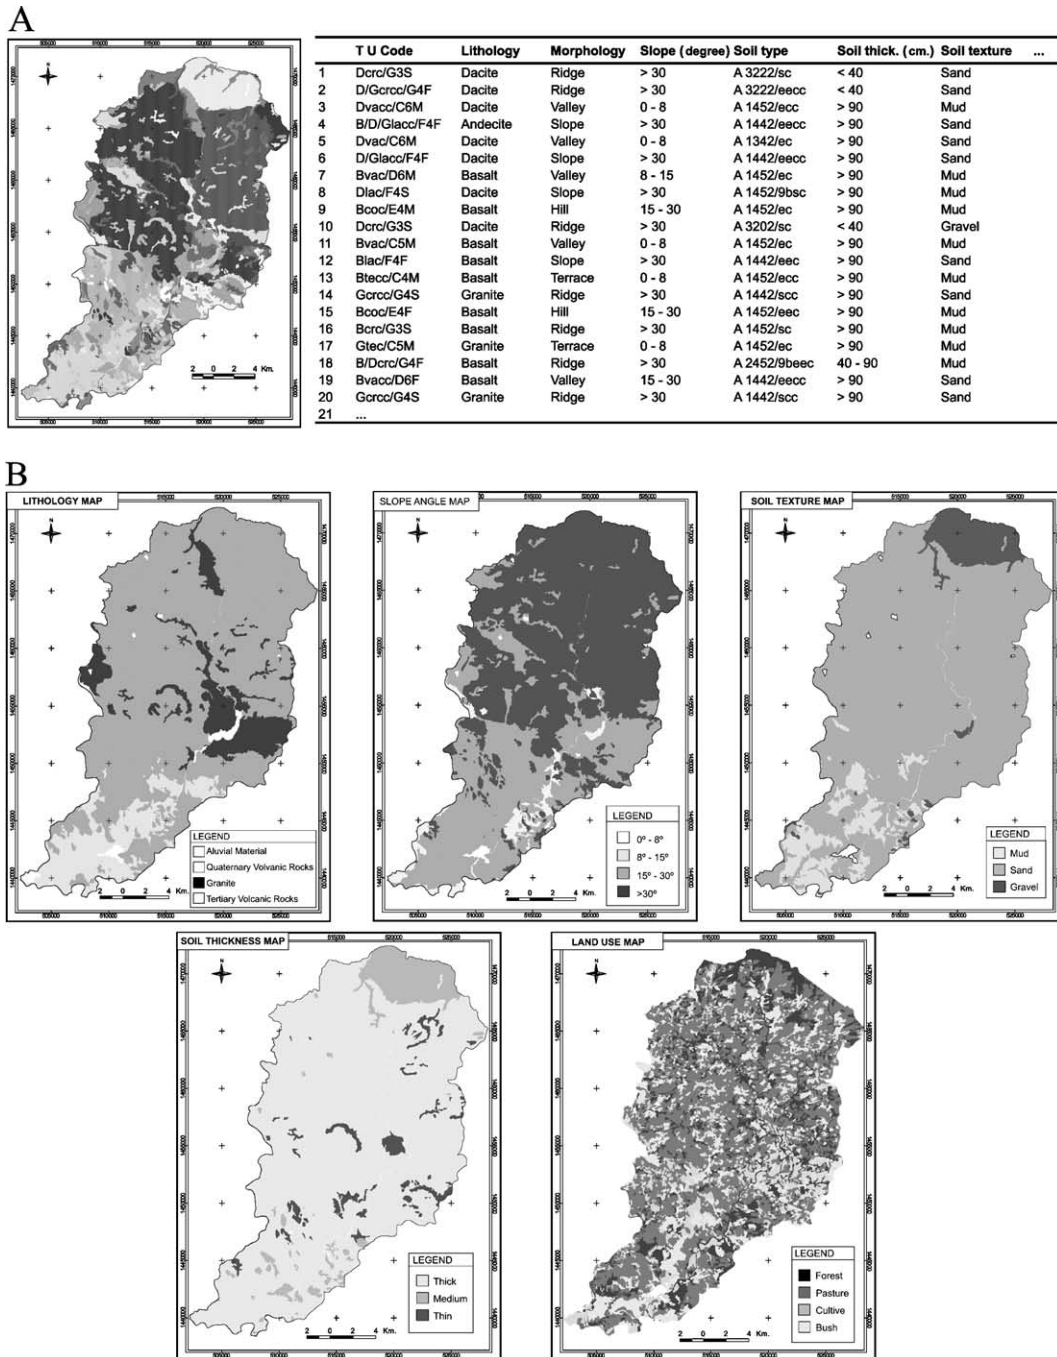 A
T U Code Lithology Morphology Slope (degree) Soil type Soil thick. (cm.) Soil texture ...
1 Dcrc/G3S Dacite Ridge > 30 A 3222/sc < 40 Sand
2 D/Gcrcc/G4F Dacite Ridge > 30 A 3222/eecc < 40 Sand
3 Dvacc/C6M Dacite Valley 0 - 8 A 1452/ecc > 90 Mud
4 B/D/Glacc/F4F Andecite Slope > 30 A 1442/eecc > 90 Sand
5 Dvac/C6M Dacite Valley 0 - 8 A 1342/ec > 90 Sand
6 D/Glacc/F4F Dacite Slope > 30 A 1442/eecc > 90 Sand
7 Bvac/D6M Basalt Valley 8 - 15 A 1452/ec > 90 Mud
8 Dlac/F4S Dacite Slope > 30 A 1452/9bsc > 90 Mud
9 Bcoc/E4M Basalt Hill 15 - 30 A 1452/ec > 90 Mud
10 Dcrc/G3S Dacite Ridge > 30 A 3202/sc < 40 Gravel
11 Bvac/C5M Basalt Valley 0 - 8 A 1452/ec > 90 Mud
12 Blac/F4F Basalt Slope > 30 A 1442/eec > 90 Sand
13 Btecc/C4M Basalt Terrace 0 - 8 A 1452/ecc > 90 Mud
14 Gcrcc/G4S Granite Ridge > 30 A 1442/scc > 90 Sand
15 Bcoc/E4F Basalt Hill 15 - 30 A 1452/eec > 90 Mud
16 Bcrc/G3S Basalt Ridge > 30 A 1452/sc > 90 Mud
17 Gtec/C5M Granite Terrace 0 - 8 A 1452/ec > 90 Mud
18 B/Dcrc/G4F Basalt Ridge > 30 A 2452/9beec 40 - 90 Mud
19 Bvacc/D6F Basalt Valley 15 - 30 A 1442/eecc > 90 Sand
20 Gcrcc/G4S Granite Ridge > 30 A 1442/scc > 90 Sand
21 ...
N
2 0 2 4 Km.
B
LITHOLOGY MAP
N
LEGEND
Aluvial Material
Quaternary Volcanic Rocks
Granite
Tertiary Volcanic Rocks
2 0 2 4 Km.
SLOPE ANGLE MAP
N
LEGEND
0º - 8º
8º - 15º
15º - 30º
>30º
2 0 2 4 Km.
SOIL TEXTURE MAP
N
LEGEND
Mud
Sand
Gravel
2 0 2 4 Km.
SOIL THICKNESS MAP
N
LEGEND
Thick
Medium
Thin
2 0 2 4 Km.
LAND USE MAP
N
LEGEND
Forest
Pasture
Cultive
Bush
2 0 2 4 Km.